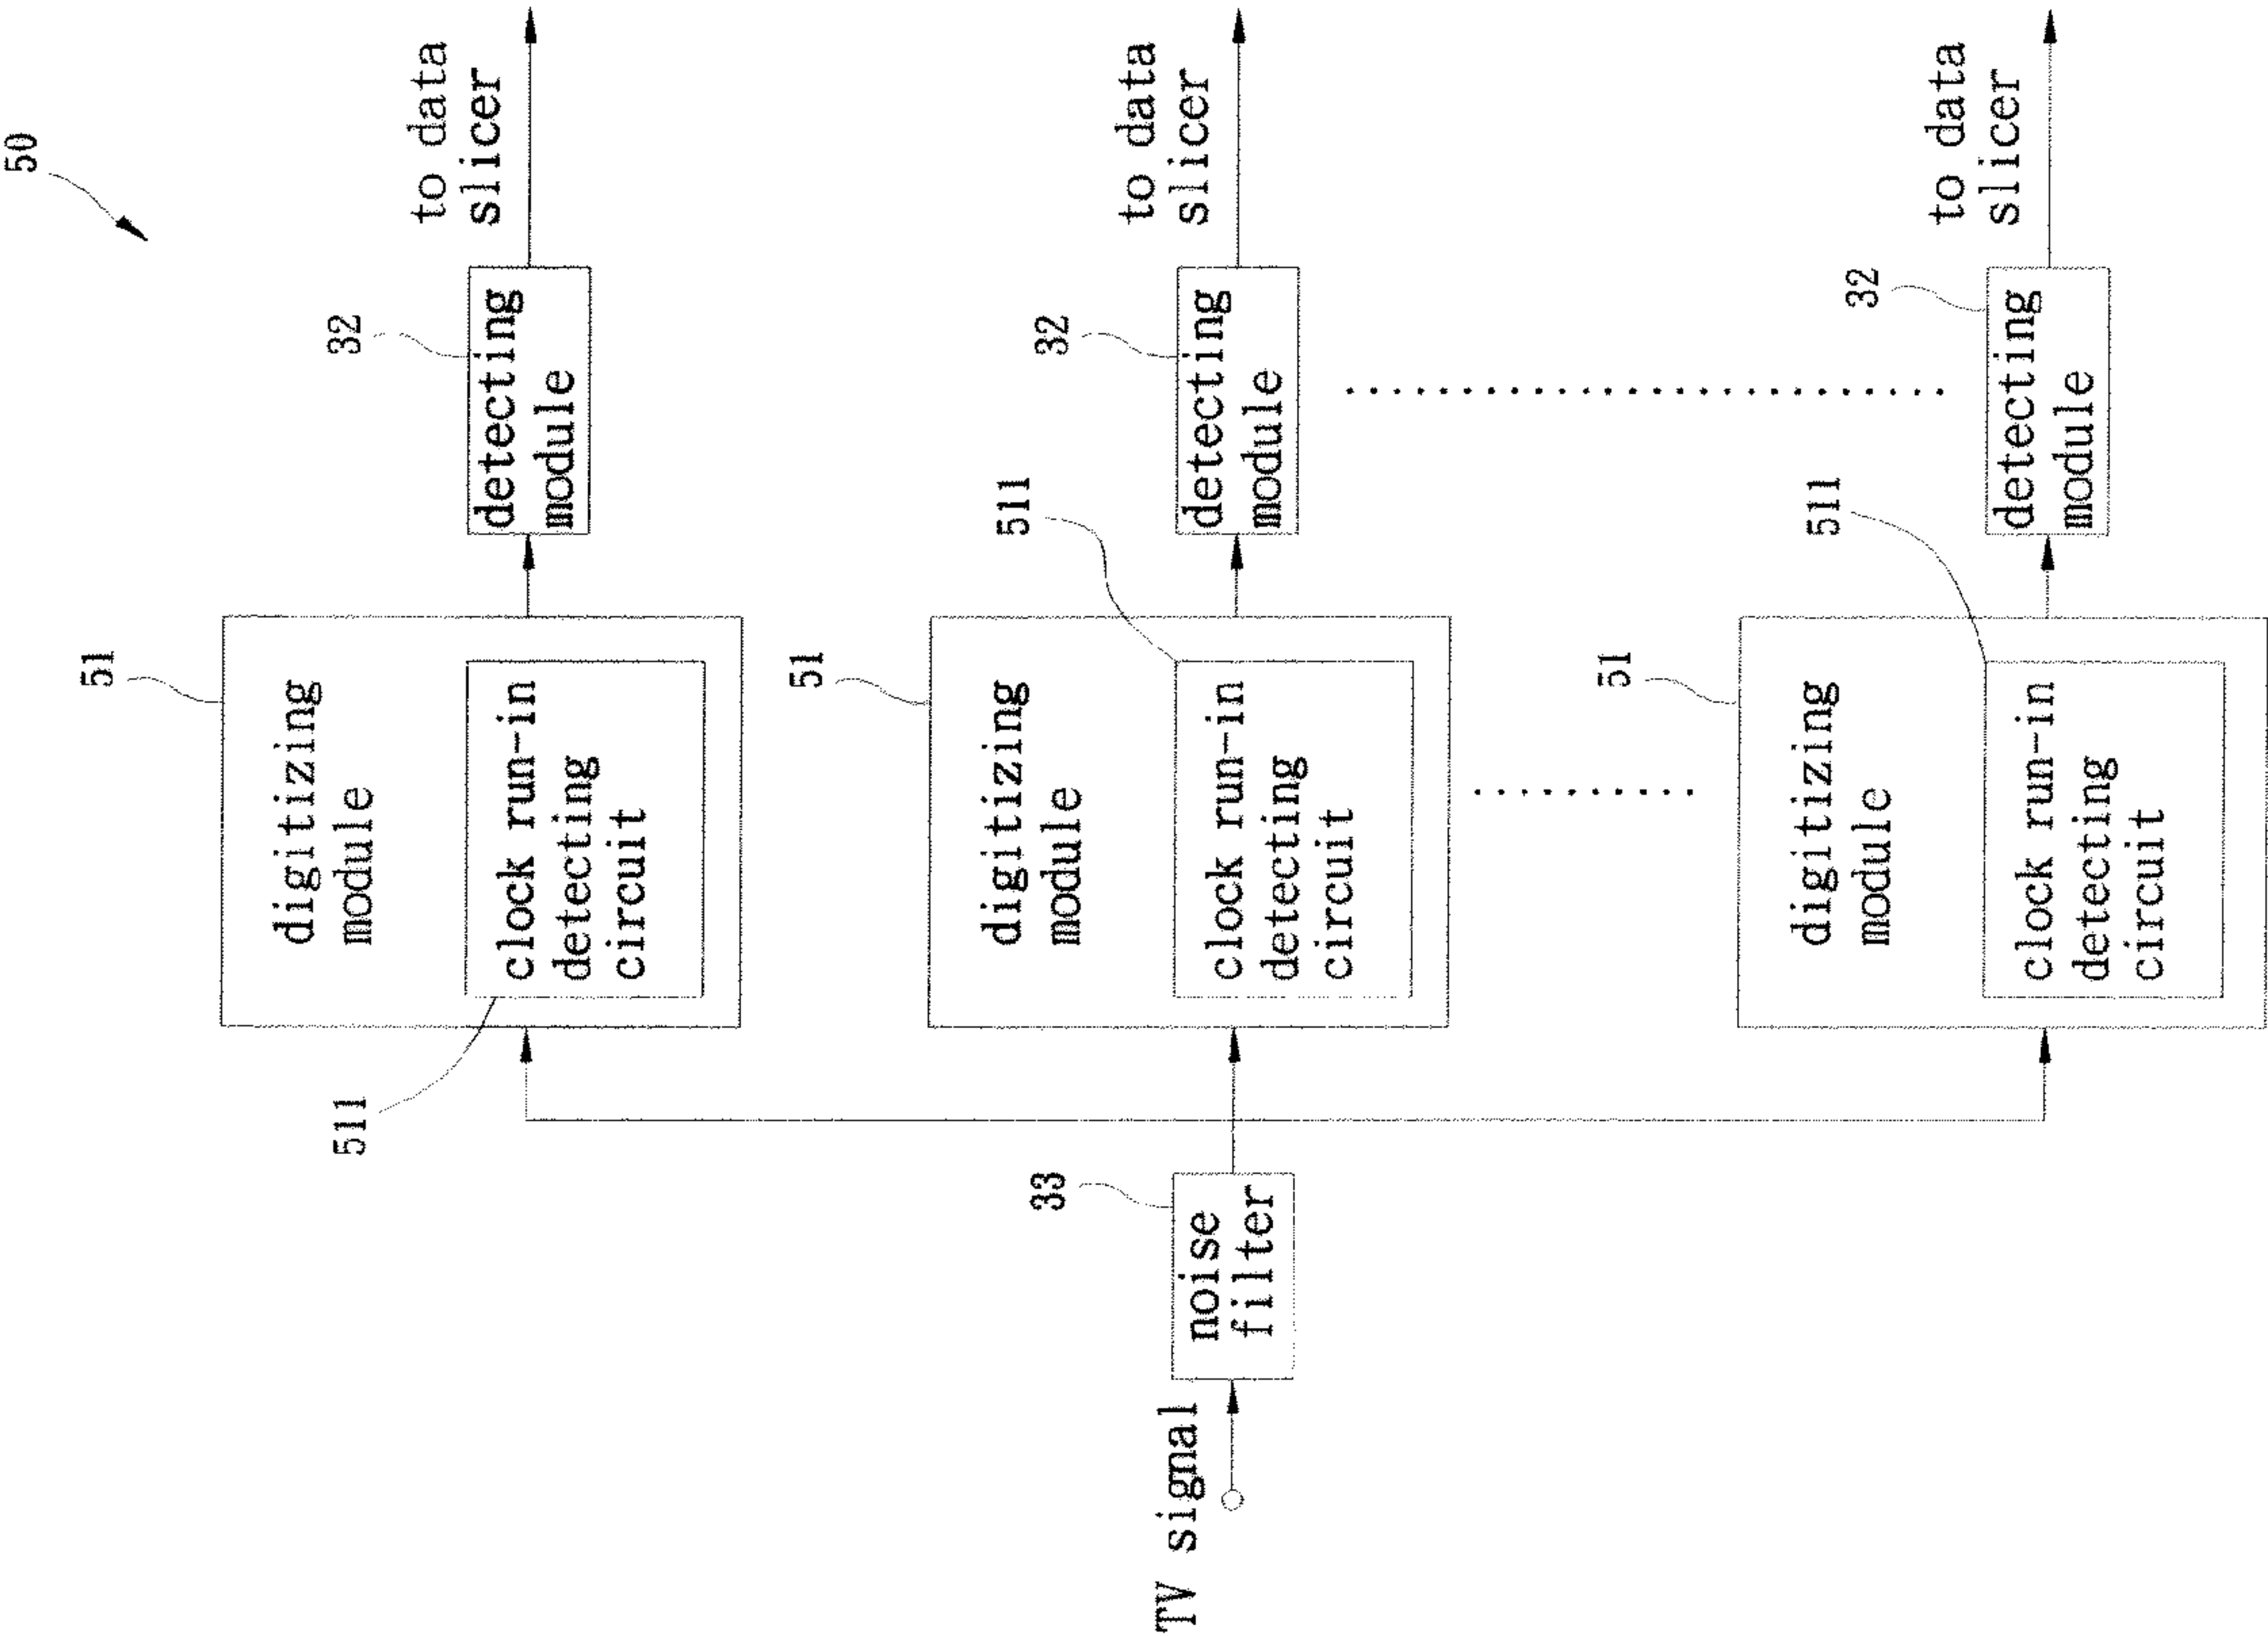 50
to data
slicer
32
detecting
module
51
digitizing
module
clock run-in
detecting
circuit
511
to data
slicer
32
detecting
module
511
51
digitizing
module
clock run-in
detecting
circuit
33
noise
filter
TV signal
to data
slicer
32
detecting
module
511
51
digitizing
module
clock run-in
detecting
circuit